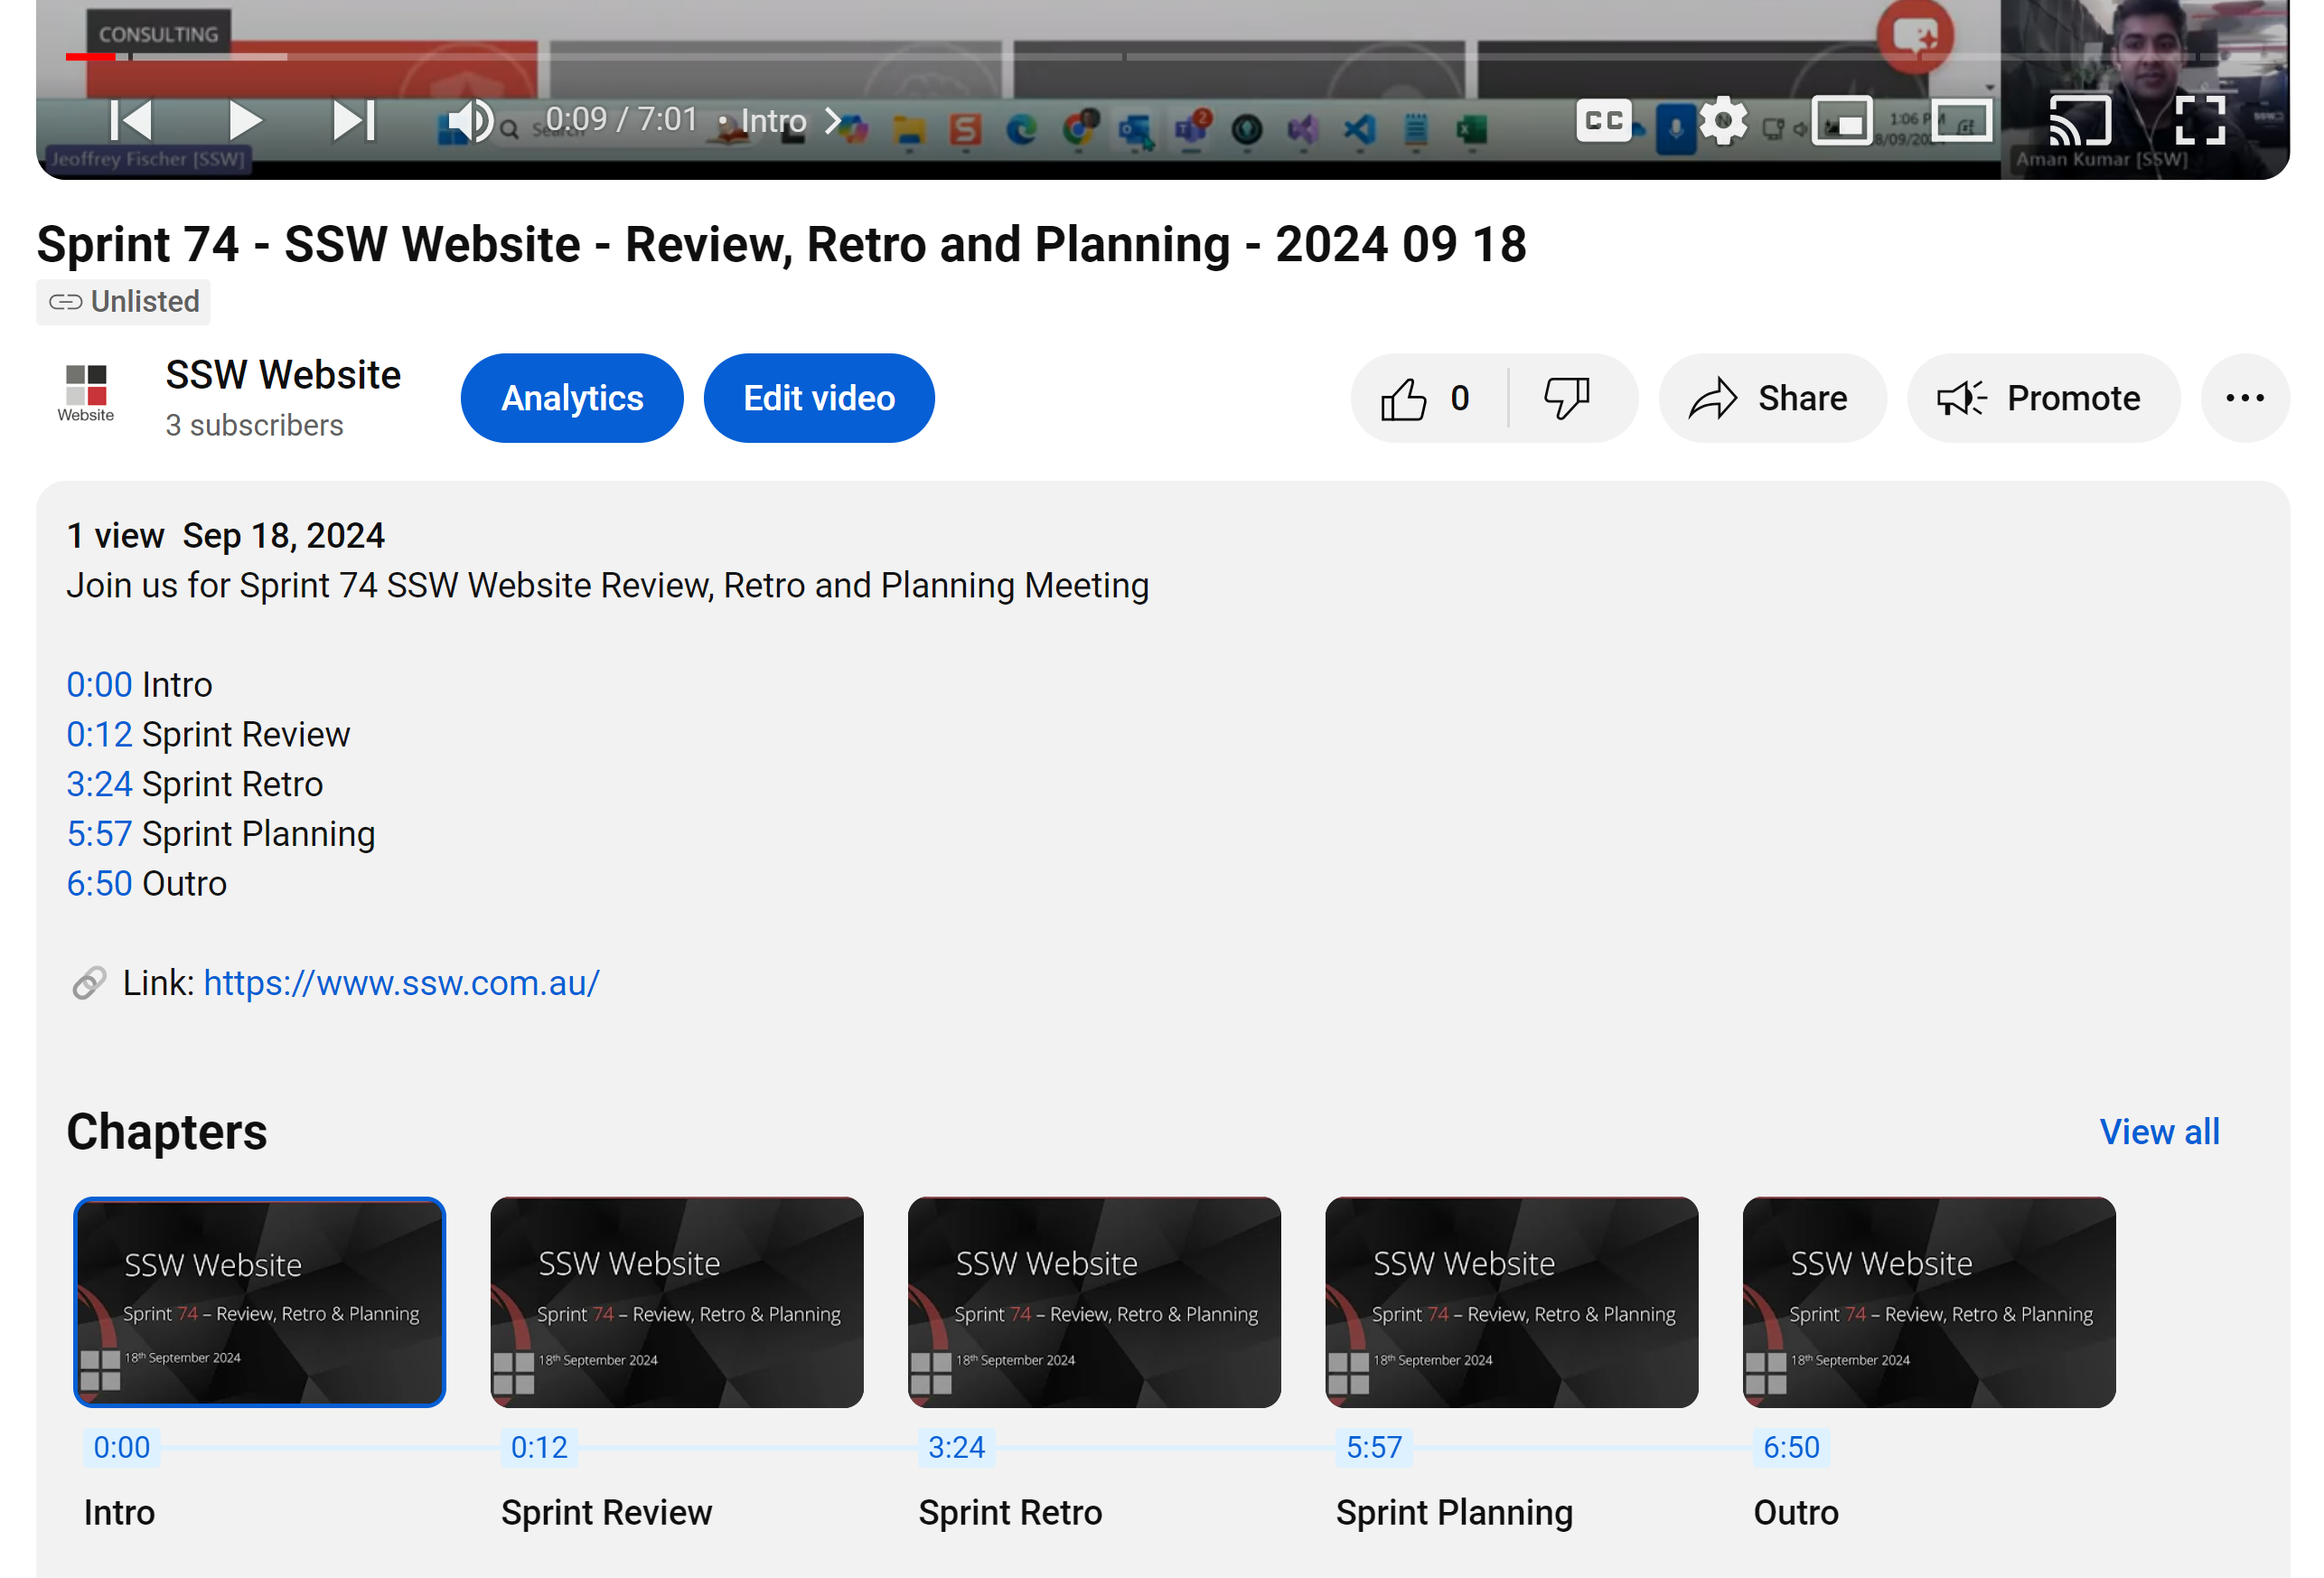 CONSULTING
0:09 / 7:01 • Intro
CC
2
1:06 P
8/09/20
Jeoffrey Fischer [SSW]
Aman Kumar [SSW]
Sprint 74 - SSW Website - Review, Retro and Planning - 2024 09 18
Unlisted
Website
SSW Website
3 subscribers
Analytics
Edit video
0
Share
Promote
1 view Sep 18, 2024
Join us for Sprint 74 SSW Website Review, Retro and Planning Meeting
0:00 Intro
0:12 Sprint Review
3:24 Sprint Retro
5:57 Sprint Planning
6:50 Outro
Link: https://www.ssw.com.au/
Chapters
View all
SSW Website
Sprint 74 – Review, Retro & Planning
18th September 2024
0:00
Intro
SSW Website
Sprint 74 – Review, Retro & Planning
18th September 2024
0:12
Sprint Review
SSW Website
Sprint 74 – Review, Retro & Planning
18th September 2024
3:24
Sprint Retro
SSW Website
Sprint 74 – Review, Retro & Planning
18th September 2024
5:57
Sprint Planning
SSW Website
Sprint 74 – Review, Retro & Planning
18th September 2024
6:50
Outro